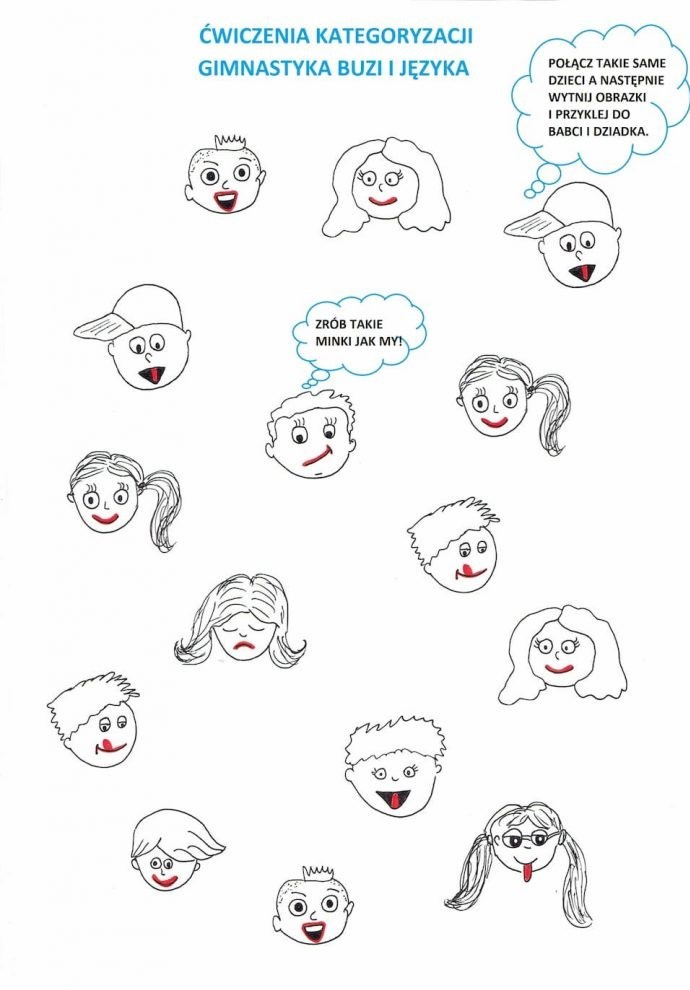 ĆWICZENIA KATEGORYZACJI
GIMNASTYKA BUZI I JĘZYKA
POŁĄCZ TAKIE SAME
DZIECI A NASTĘPNIE
WYTNIJ OBRAZKI
I PRZYKLEJ DO
BABCI I DZIADKA.
ZRÓB TAKIE
MINKI JAK MY!